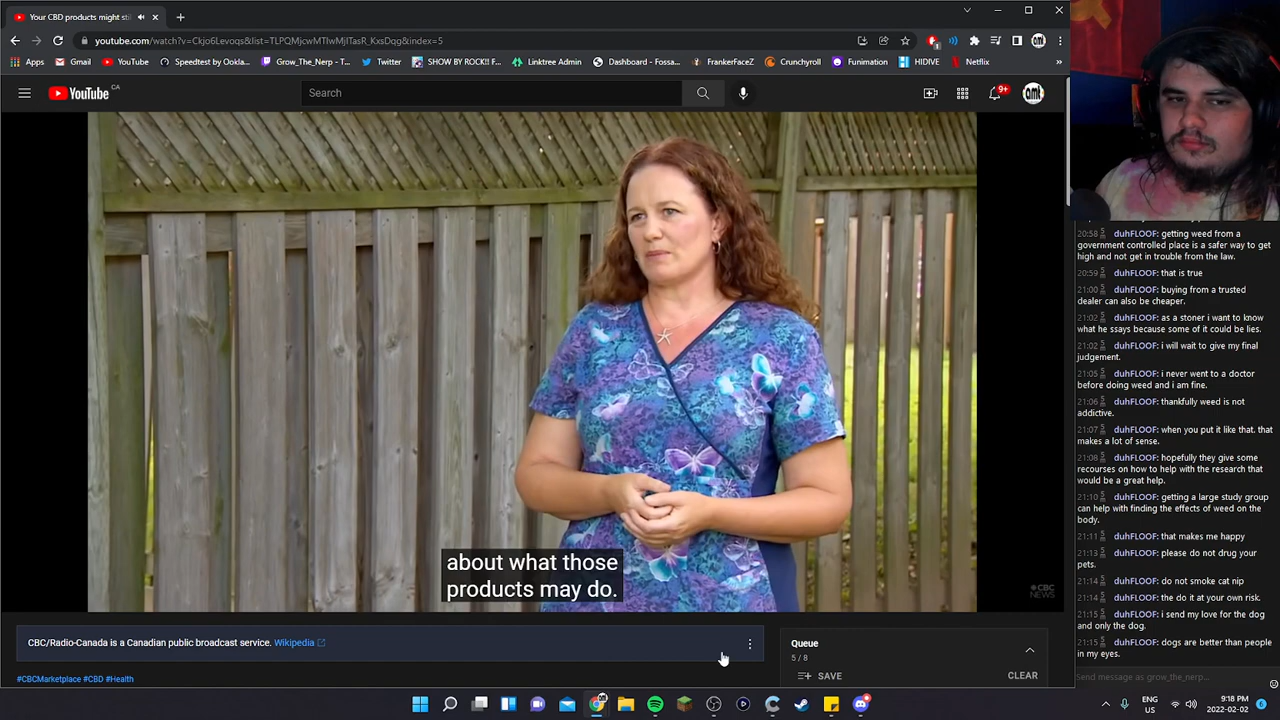 Your CBD products might sti
youtube.com/watch?v=Ckjo6Levoqs&list=TLPQMjcwMTIwMjITasR_KxsDqg&index=5
Apps Gmail YouTube Speedtest by Ookla... Grow_The_Nerp - T... Twitter SHOW BY ROCK!! F... Linktree Admin Dashboard - Fossa... FrankerFaceZ Crunchyroll Funimation HIDIVE Netflix
YouTube CA
Search
9+
about what those
products may do.
CBC
NEWS
CBC/Radio-Canada is a Canadian public broadcast service. Wikipedia
Queue
5 / 8
SAVE
CLEAR
#CBCMarketplace #CBD #Health
20:58 duhFLOOF: getting weed from a
government controlled place is a safer way to get
high and not get in trouble from the law.
20:59 duhFLOOF: that is true
21:00 duhFLOOF: buying from a trusted
dealer can also be cheaper.
21:02 duhFLOOF: as a stoner i want to know
what he ssays because some of it could be lies.
21:02 duhFLOOF: i will wait to give my final
judgement.
21:05 duhFLOOF: i never went to a doctor
before doing weed and i am fine.
21:06 duhFLOOF: thankfully weed is not
addictive.
21:07 duhFLOOF: when you put it like that. that
makes a lot of sense.
21:08 duhFLOOF: hopefully they give some
recourses on how to help with the research that
would be a great help.
21:10 duhFLOOF: getting a large study group
can help with finding the effects of weed on the
body.
21:11 duhFLOOF: that makes me happy
21:13 duhFLOOF: please do not drug your
pets.
21:14 duhFLOOF: do not smoke cat nip
21:14 duhFLOOF: the do it at your own risk.
21:15 duhFLOOF: i send my love for the dog
and only the dog.
21:15 duhFLOOF: dogs are better than people
in my eyes.
Send message as grow_the_nerp...
ENG
US
9:18 PM
2022-02-02
6